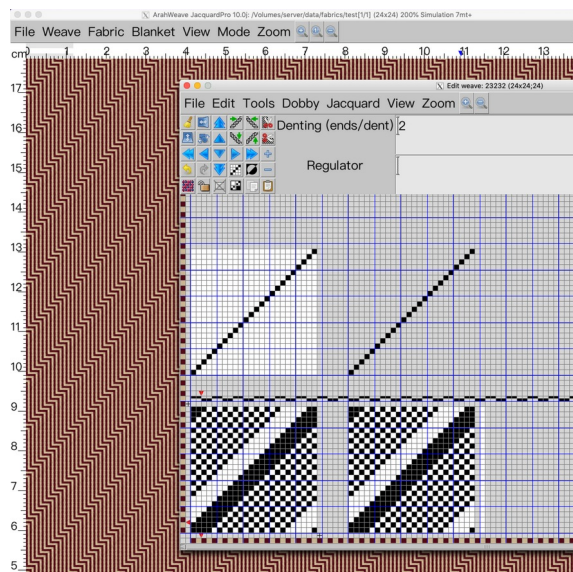 ArahWeave JacquardPro 10.0j: /Volumes/server/data/fabrics/test[1/1] (24x24) 200% Simulation 7mt+
File Weave Fabric Blanket View Mode Zoom
cm 0 1 2 3 4 5 6 7 8 9 10 11 12 13
17
Edit weave: 23232 (24x24;24)
File Edit Tools Dobby Jacquard View Zoom
Denting (ends/dent) 2
16
Regulator
15
14
13
12
11
10
9
8
7
6
5